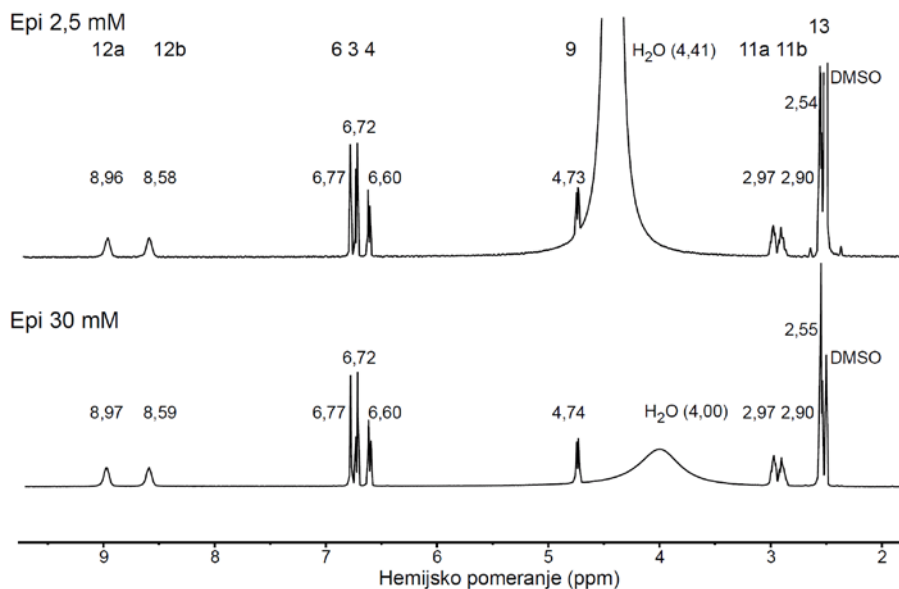 Epi 2,5 mM
12a 12b 6 3 4 9 H₂O (4,41) 11a 11b 13
DMSO
2,54
6,72
8,96 8,58 6,77 6,60 4,73 2,97 2,90
Epi 30 mM
2,55
6,72 DMSO
8,97 8,59 6,77 6,60 4,74 H₂O (4,00) 2,97 2,90
9 8 7 6 5 4 3 2
Hemijsko pomeranje (ppm)